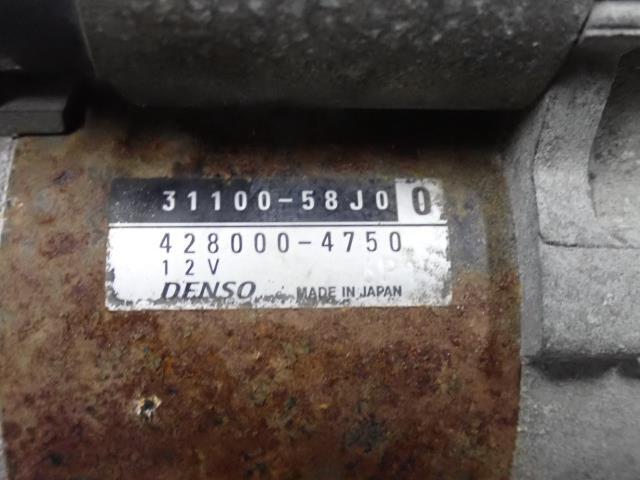 31100-58J0 0
428000-4750
12V
DENSO MADE IN JAPAN